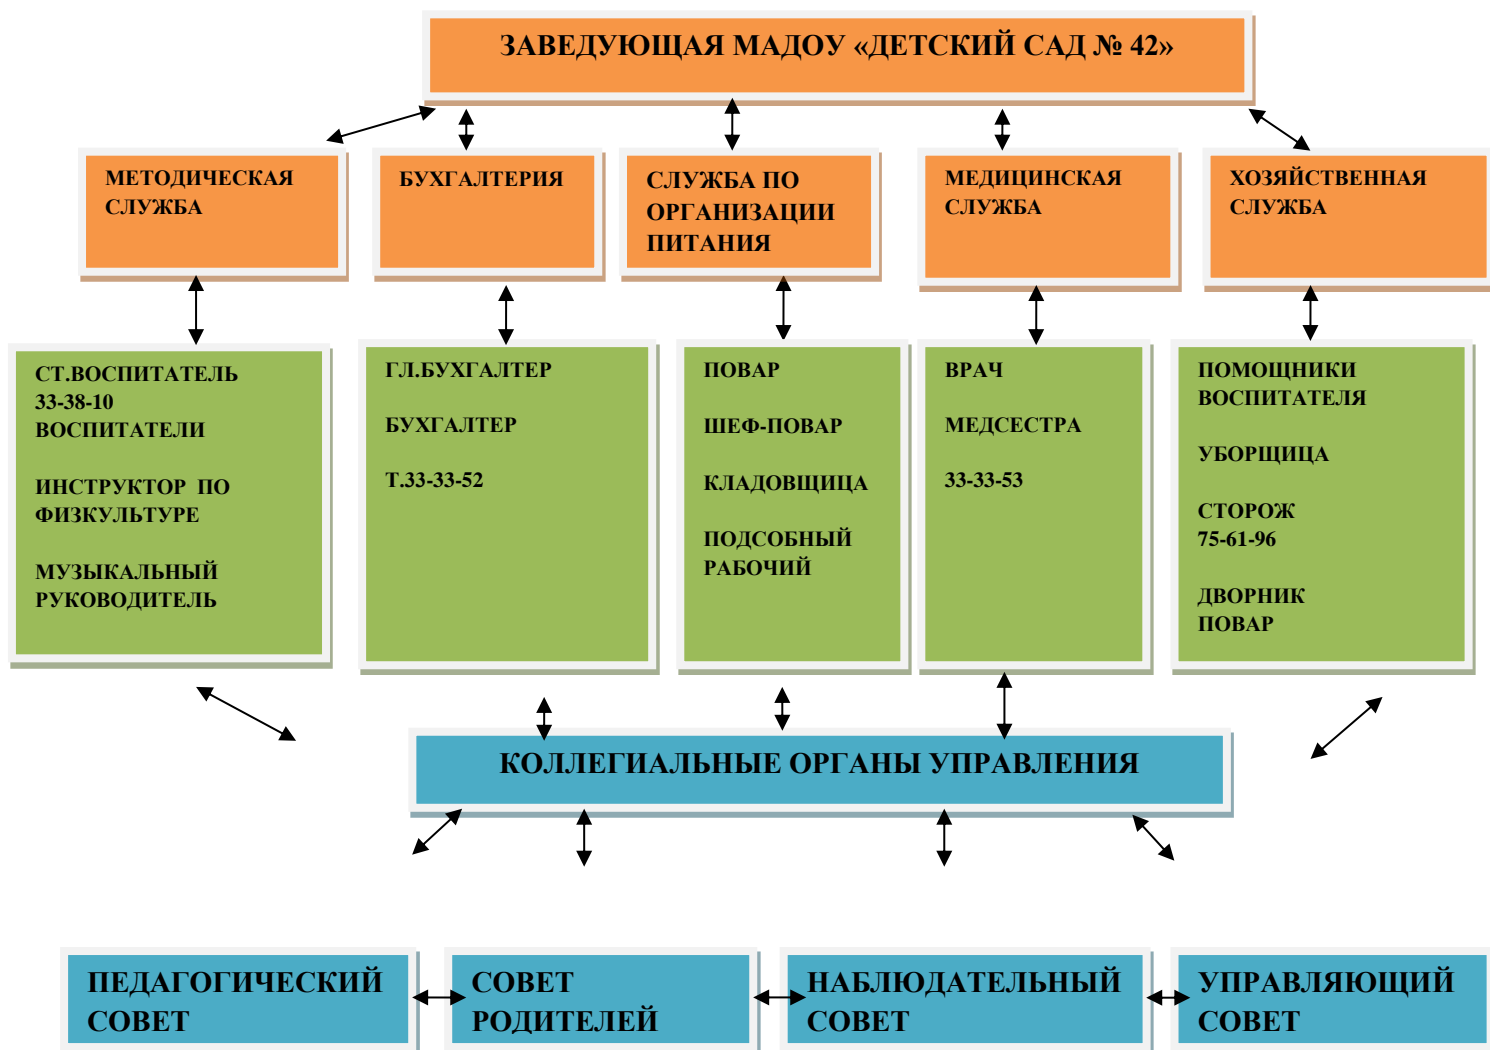 ЗАВЕДУЮЩАЯ МАДОУ «ДЕТСКИЙ САД № 42»
МЕТОДИЧЕСКАЯ
СЛУЖБА
БУХГАЛТЕРИЯ
СЛУЖБА ПО
ОРГАНИЗАЦИИ
ПИТАНИЯ
МЕДИЦИНСКАЯ
СЛУЖБА
ХОЗЯЙСТВЕННАЯ
СЛУЖБА
СТ.ВОСПИТАТЕЛЬ
33-38-10
ВОСПИТАТЕЛИ
ИНСТРУКТОР ПО
ФИЗКУЛЬТУРЕ
МУЗЫКАЛЬНЫЙ
РУКОВОДИТЕЛЬ
ГЛ.БУХГАЛТЕР
БУХГАЛТЕР
Т.33-33-52
ПОВАР
ШЕФ-ПОВАР
КЛАДОВЩИЦА
ПОДСОБНЫЙ
РАБОЧИЙ
ВРАЧ
МЕДСЕСТРА
33-33-53
ПОМОЩНИКИ
ВОСПИТАТЕЛЯ
УБОРЩИЦА
СТОРОЖ
75-61-96
ДВОРНИК
ПОВАР
КОЛЛЕГИАЛЬНЫЕ ОРГАНЫ УПРАВЛЕНИЯ
ПЕДАГОГИЧЕСКИЙ
СОВЕТ
СОВЕТ
РОДИТЕЛЕЙ
НАБЛЮДАТЕЛЬНЫЙ
СОВЕТ
УПРАВЛЯЮЩИЙ
СОВЕТ